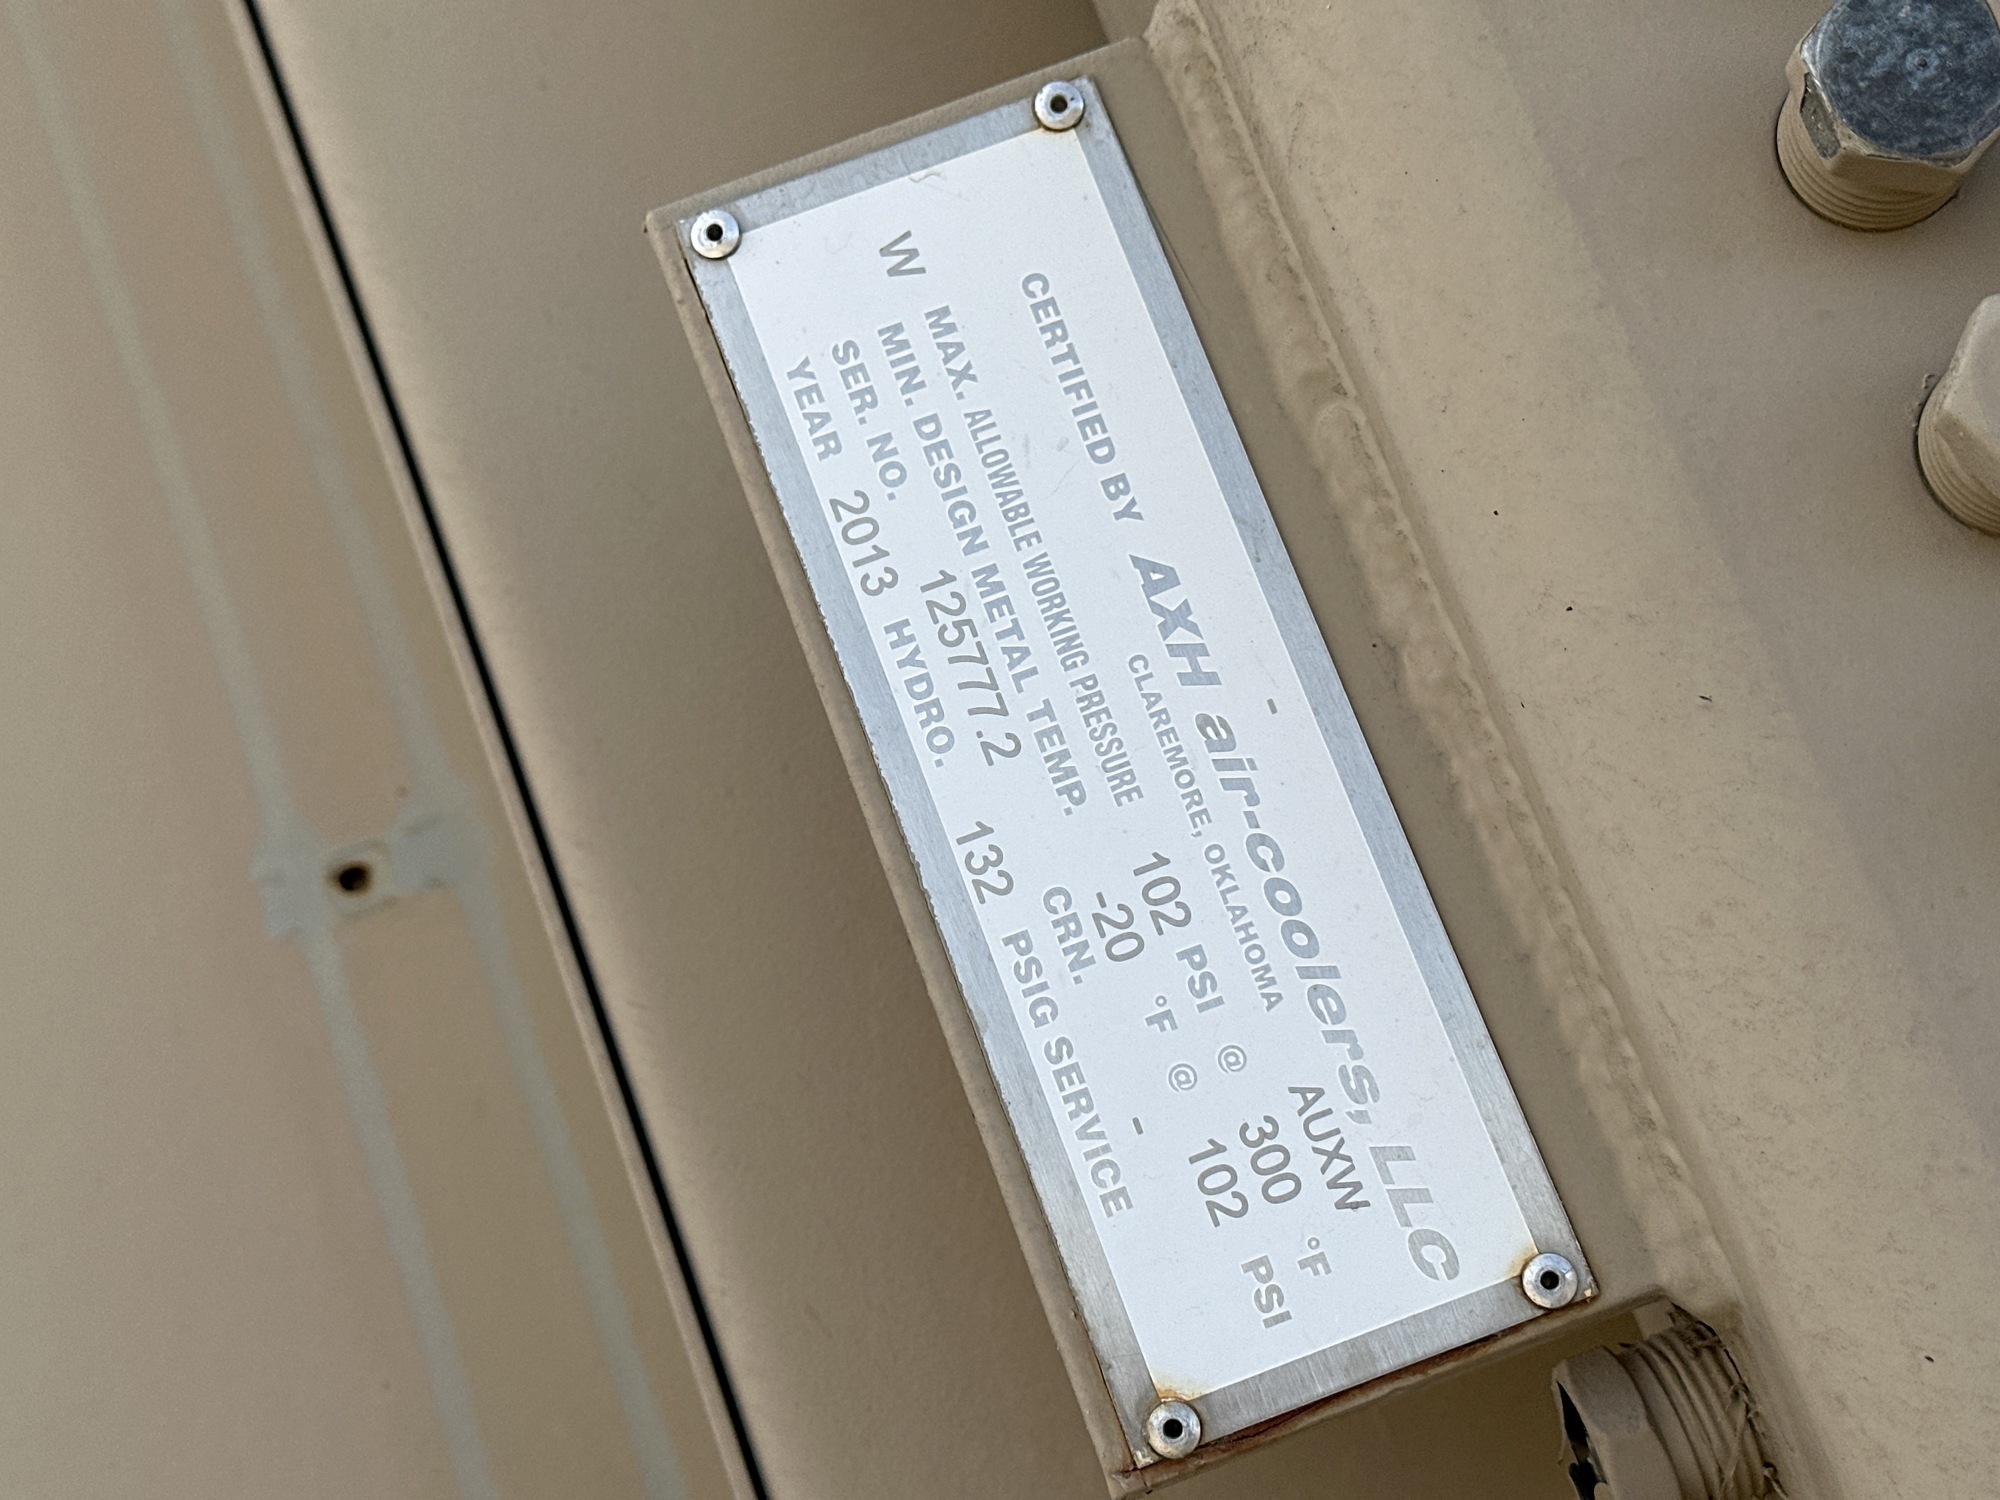 -
CERTIFIED BY AXH air-coolers, LLC
CLAREMORE, OKLAHOMA AUXW
W MAX. ALLOWABLE WORKING PRESSURE 102 PSI @ 300 °F
MIN. DESIGN METAL TEMP. -20 °F @ 102 PSI
SER. NO. 125777.2 CRN. -
YEAR 2013 HYDRO. 132 PSIG SERVICE